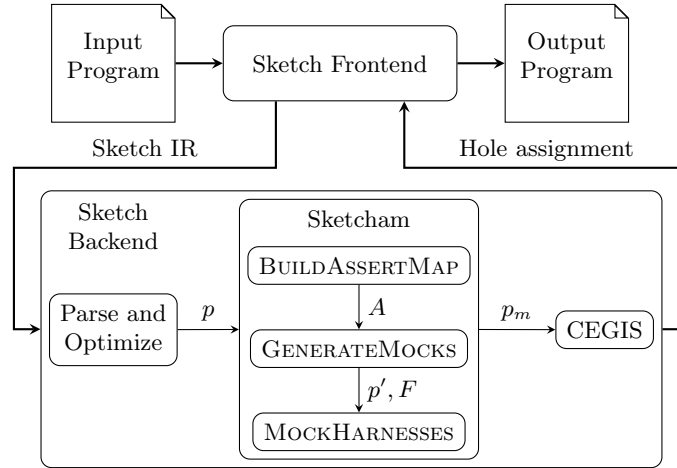 Input
Program
Sketch Frontend
Output
Program
Sketch IR
Hole assignment
Sketch
Backend
Sketcham
BUILDASSERTMAP
A
Parse and
Optimize
p
GENERATEMOCKS
p', F
MOCKHARNESSES
p_m
CEGIS